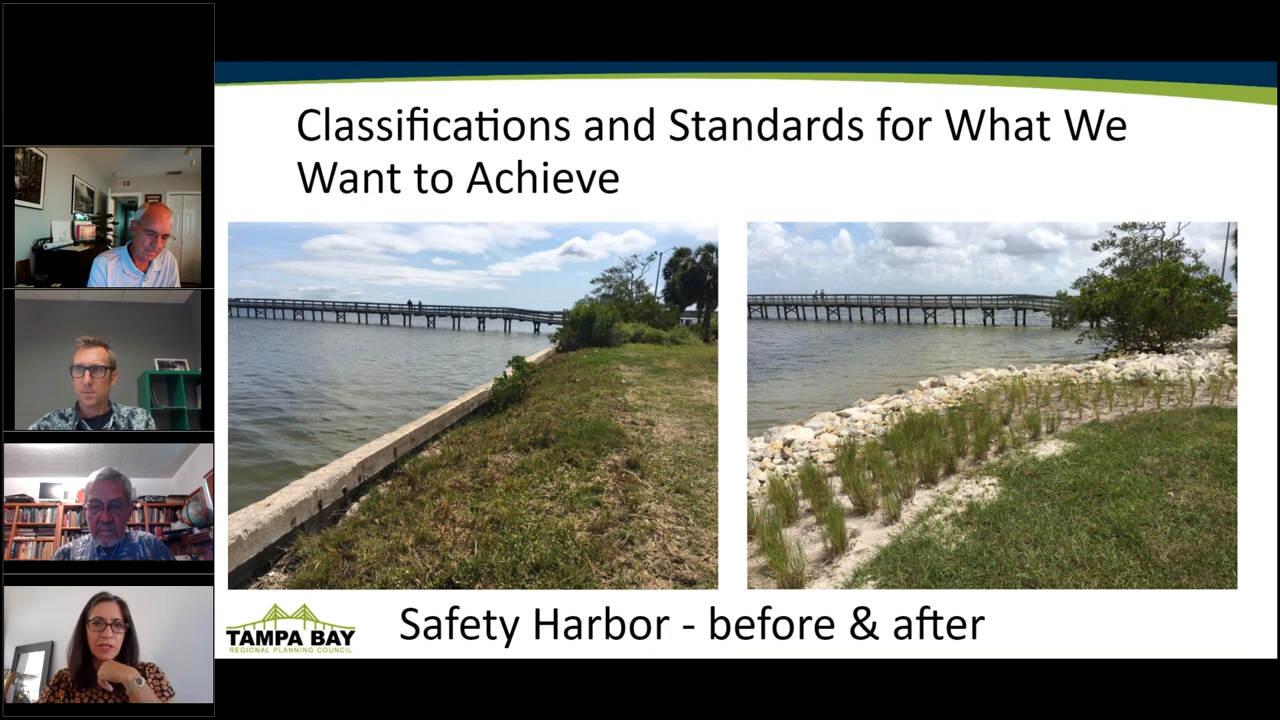 Classifications and Standards for What We
Want to Achieve
TAMPA BAY
REGIONAL PLANNING COUNCIL
Safety Harbor - before & after